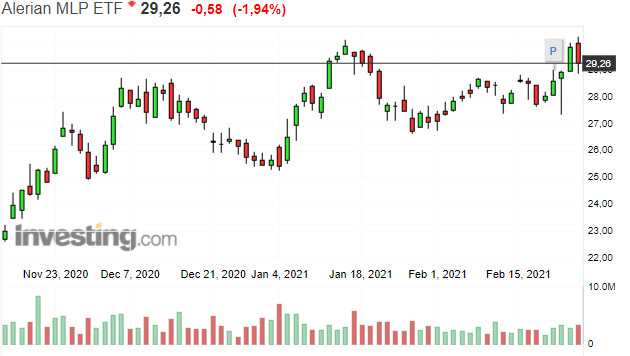 Alerian MLP ETF 29,26 -0,58 (-1,94%)
P
29,26
28,00
27,00
26,00
25,00
24,00
23,00
22,00
investing.com
Nov 23, 2020 Dec 7, 2020 Dec 21, 2020 Jan 4, 2021 Jan 18, 2021 Feb 1, 2021 Feb 15, 2021
10.0M
0